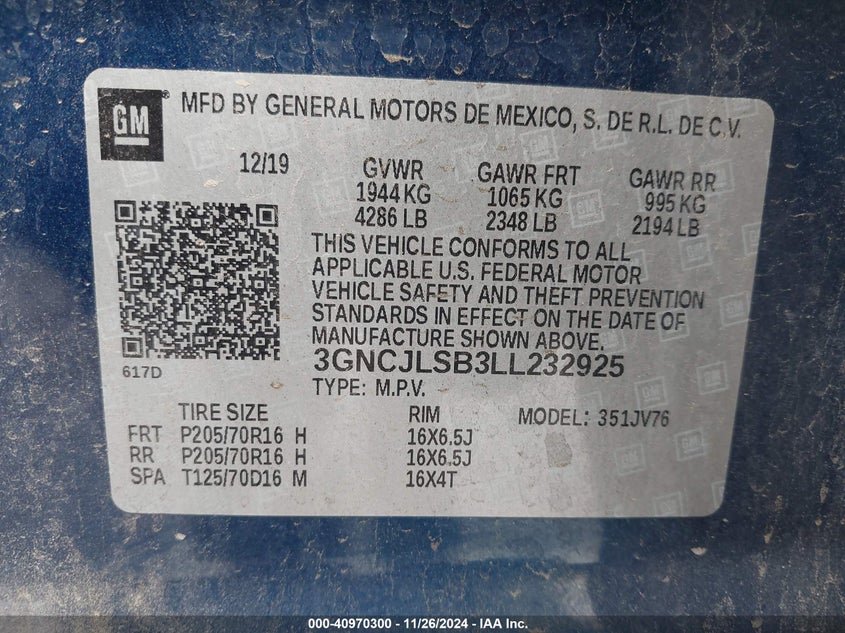 GM
MFD BY GENERAL MOTORS DE MEXICO, S. DE R.L. DE C.V.
12/19 GVWR GAWR FRT GAWR RR
1944 KG 1065 KG 995 KG
4286 LB 2348 LB 2194 LB
THIS VEHICLE CONFORMS TO ALL
APPLICABLE U.S. FEDERAL MOTOR
VEHICLE SAFETY AND THEFT PREVENTION
STANDARDS IN EFFECT ON THE DATE OF
MANUFACTURE SHOWN ABOVE.
617D 3GNCJLSB3LL232925
TYPE: M.P.V.
TIRE SIZE RIM MODEL: 351JV76
FRT P205/70R16 H 16X6.5J
RR P205/70R16 H 16X6.5J
SPA T125/70D16 M 16X4T
000-40970300 - 11/26/2024 - IAA Inc.